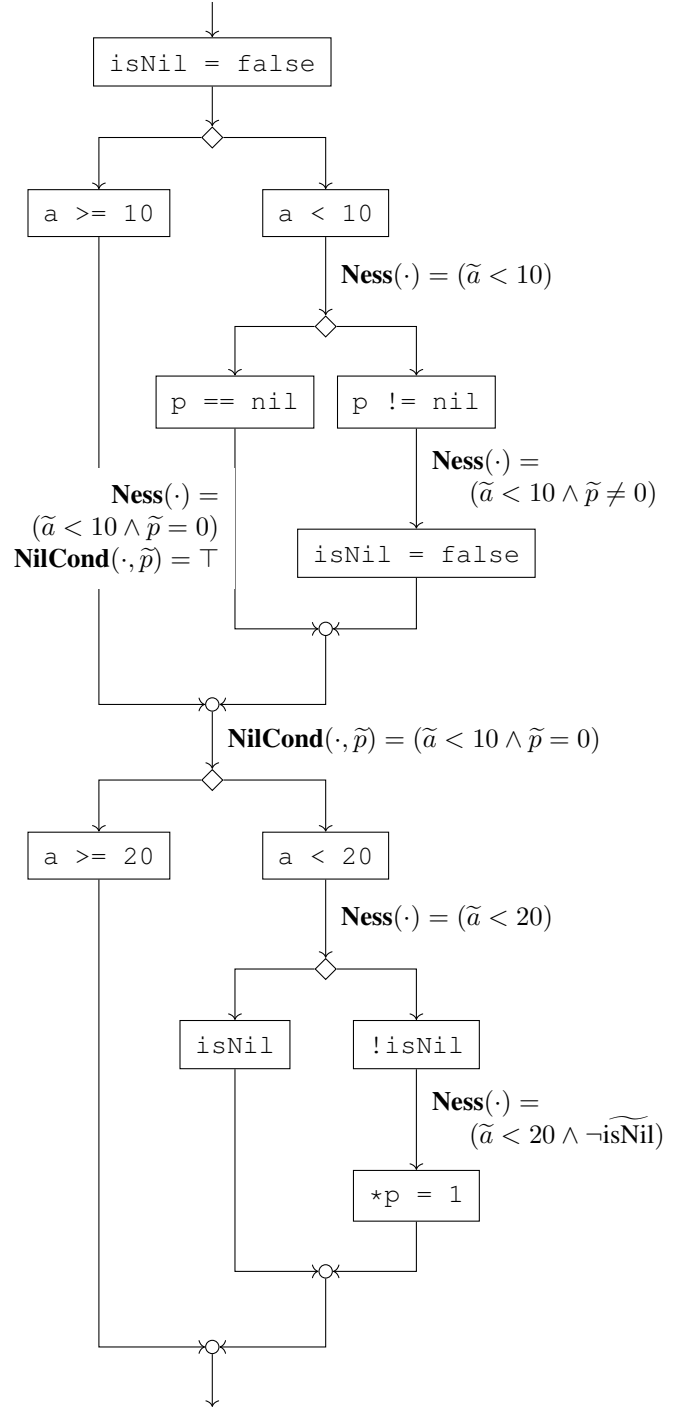 isNil = false
a >= 10
a < 10
Ness(·) = (ã < 10)
p == nil
p != nil
Ness(·) =
(ã < 10 ∧ p̃ ≠ 0)
Ness(·) =
(ã < 10 ∧ p̃ = 0)
NilCond(·, p̃) = ⊤
isNil = false
NilCond(·, p̃) = (ã < 10 ∧ p̃ = 0)
a >= 20
a < 20
Ness(·) = (ã < 20)
isNil
!isNil
Ness(·) =
(ã < 20 ∧ ¬\widetilde{isNil})
*p = 1